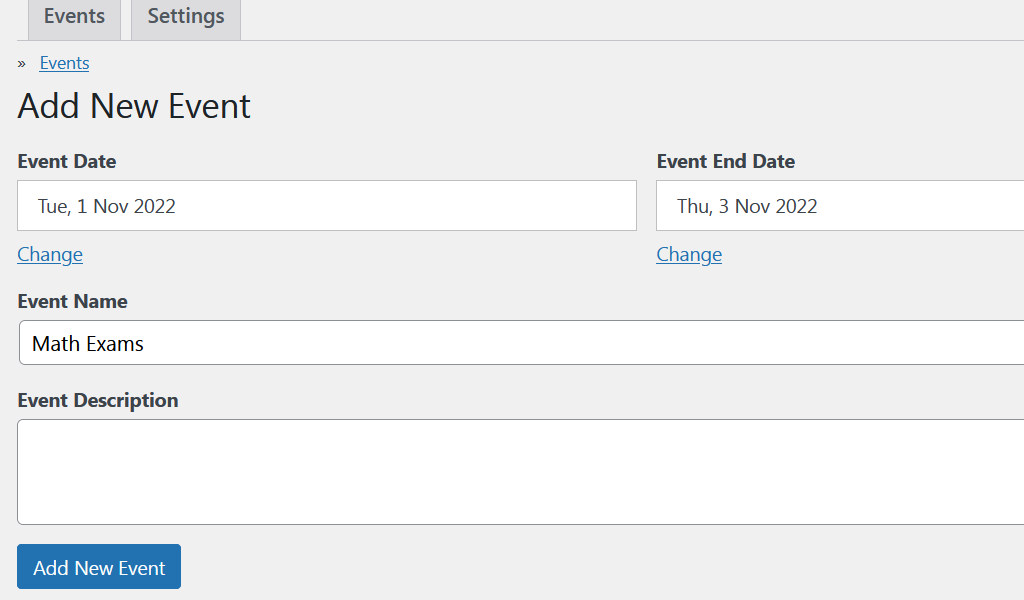 Events Settings
» Events
Add New Event
Event Date Event End Date
Tue, 1 Nov 2022 Thu, 3 Nov 2022
Change Change
Event Name
Math Exams
Event Description
Add New Event